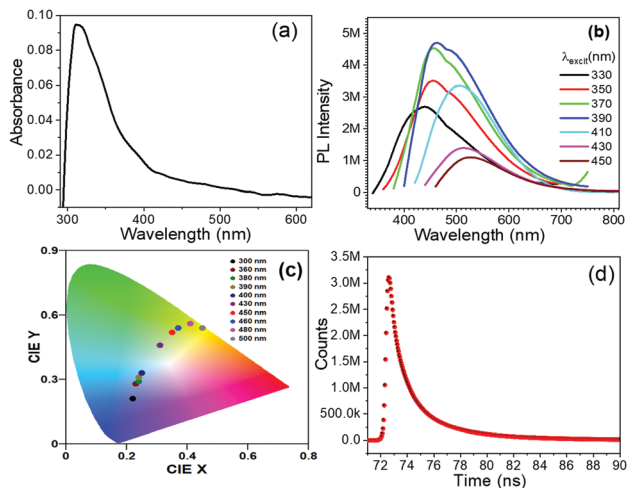 (a)
Absorbance
0.10
0.08
0.06
0.04
0.02
0.00
300 400 500 600
Wavelength (nm)
(b)
PL Intensity
5M
4M
3M
2M
1M
0
λexcit(nm)
330
350
370
390
410
430
450
400 500 600 700 800
Wavelength (nm)
(c)
CIE Y
0.9
0.6
0.3
0.0
300 nm
360 nm
380 nm
390 nm
400 nm
430 nm
450 nm
460 nm
480 nm
500 nm
0.0 0.2 0.4 0.6 0.8
CIE X
(d)
Counts
3.5M
3.0M
2.5M
2.0M
1.5M
1.0M
500.0k
0.0
72 74 76 78 80 82 84 86 88 90
Time (ns)